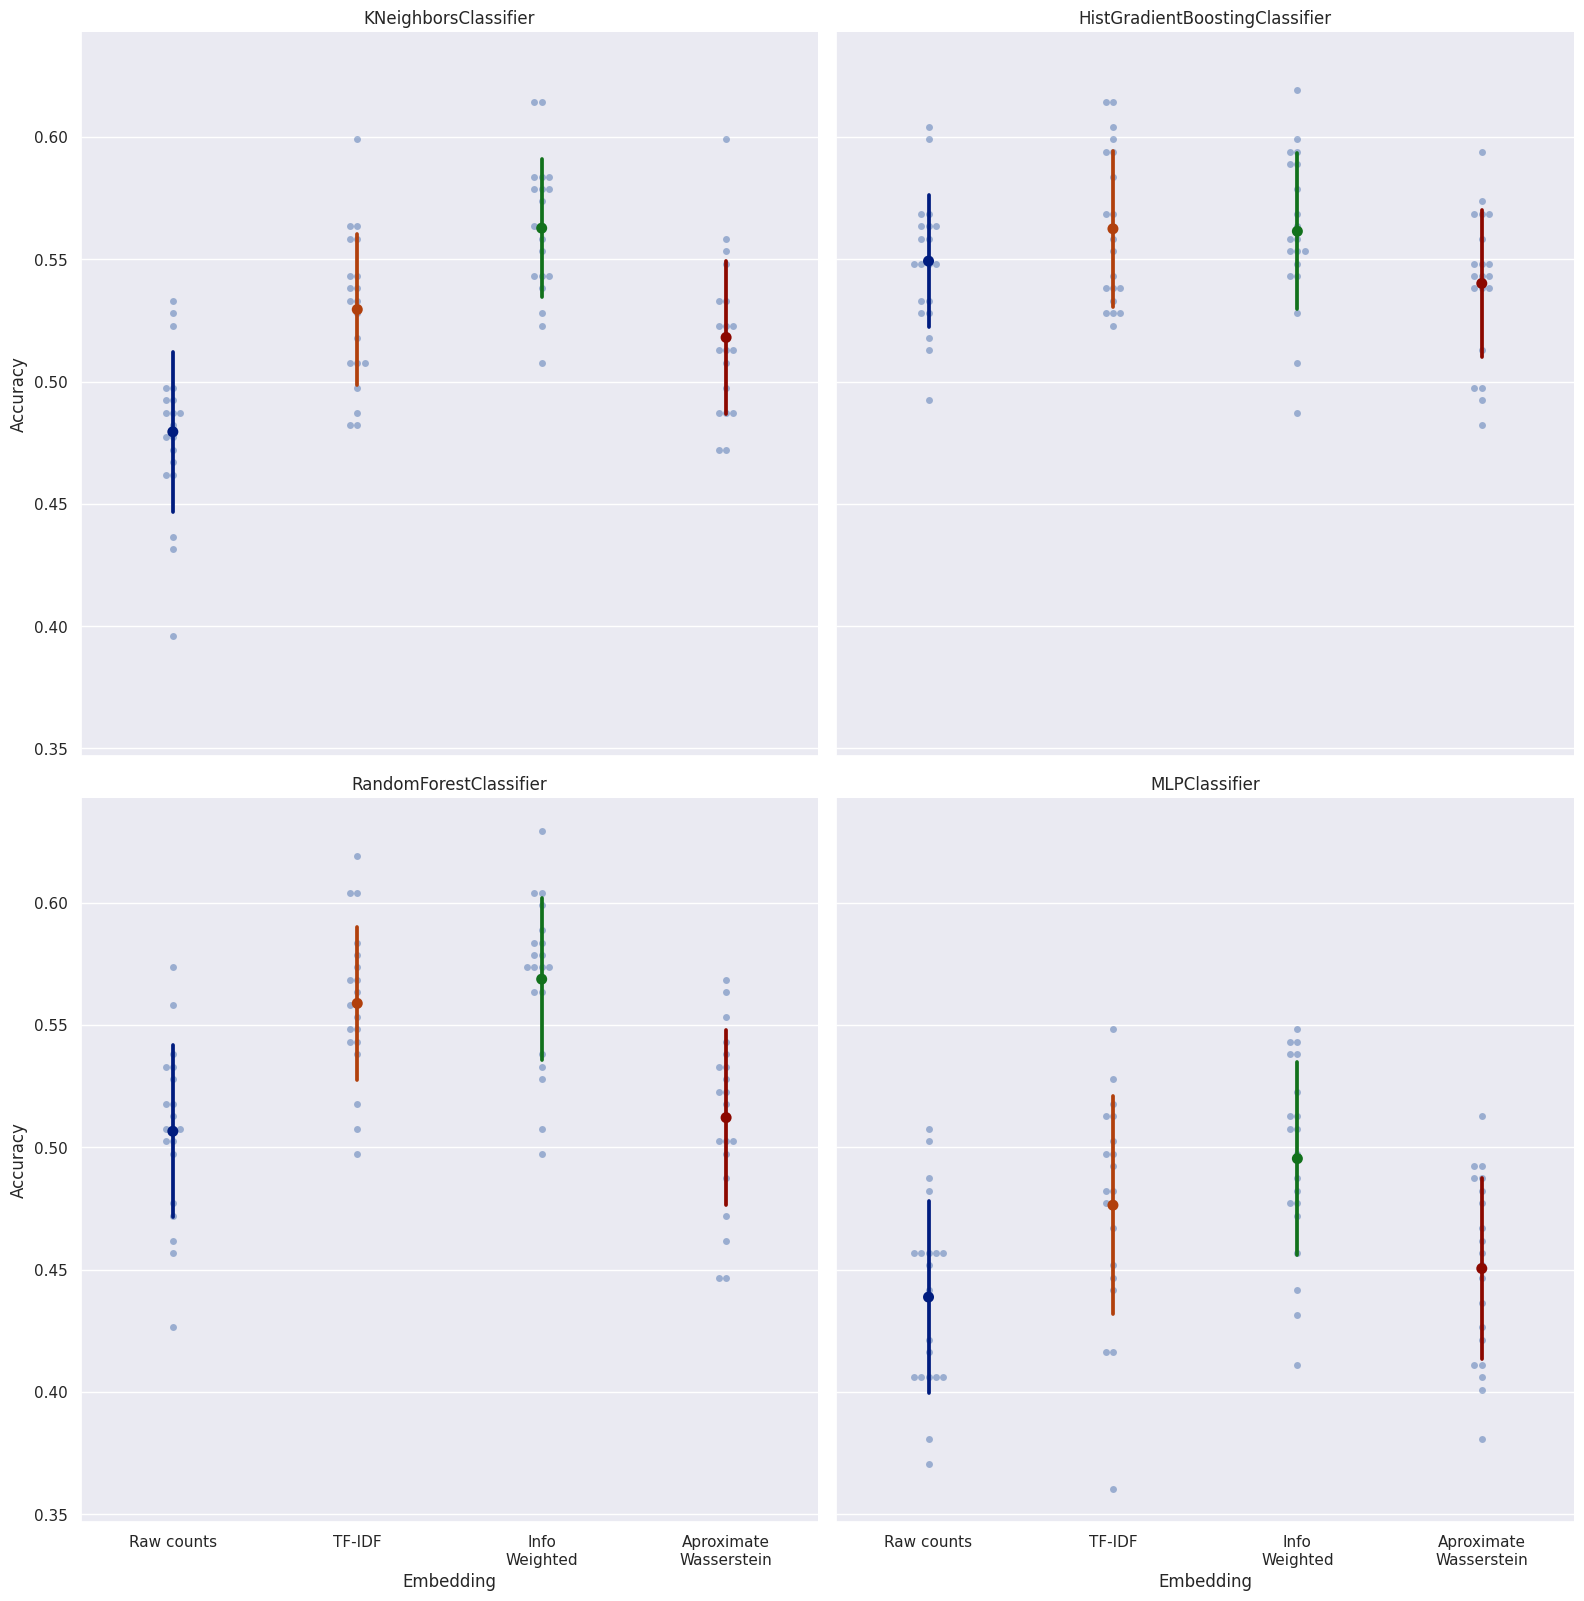 KNeighborsClassifier
HistGradientBoostingClassifier
Accuracy
0.60
0.55
0.50
0.45
0.40
0.35
RandomForestClassifier
MLPClassifier
Accuracy
0.60
0.55
0.50
0.45
0.40
0.35
Raw counts
TF-IDF
Info
Weighted
Aproximate
Wasserstein
Embedding
Raw counts
TF-IDF
Info
Weighted
Aproximate
Wasserstein
Embedding